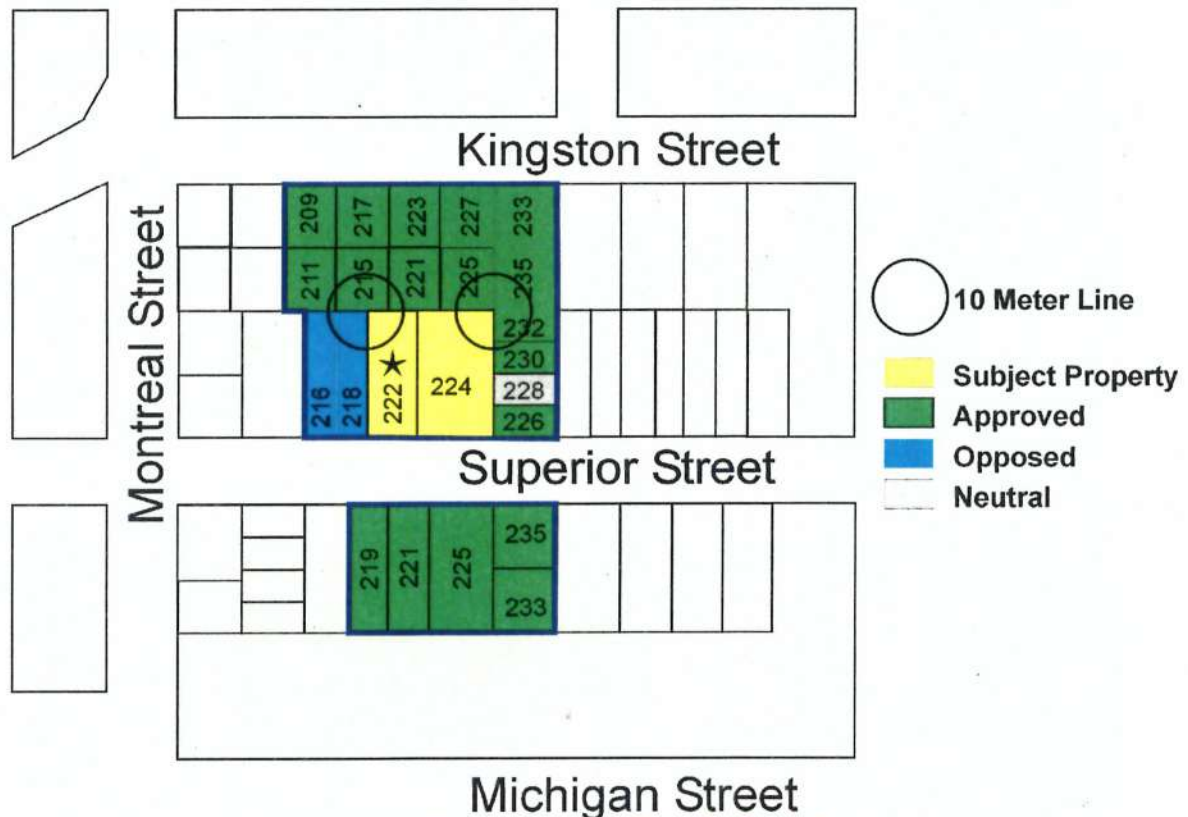 Kingston Street
Montreal Street
209
217
223
227
233
211
215
221
225
235
10 Meter Line
232
230
216
218
222
224
228
226
Subject Property
Approved
Opposed
Neutral
Superior Street
219
221
225
235
233
Michigan Street